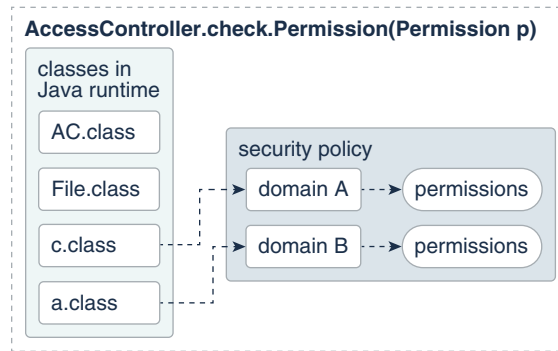 AccessController.check.Permission(Permission p)
classes in
Java runtime
AC.class
File.class
c.class
a.class
security policy
domain A
permissions
domain B
permissions